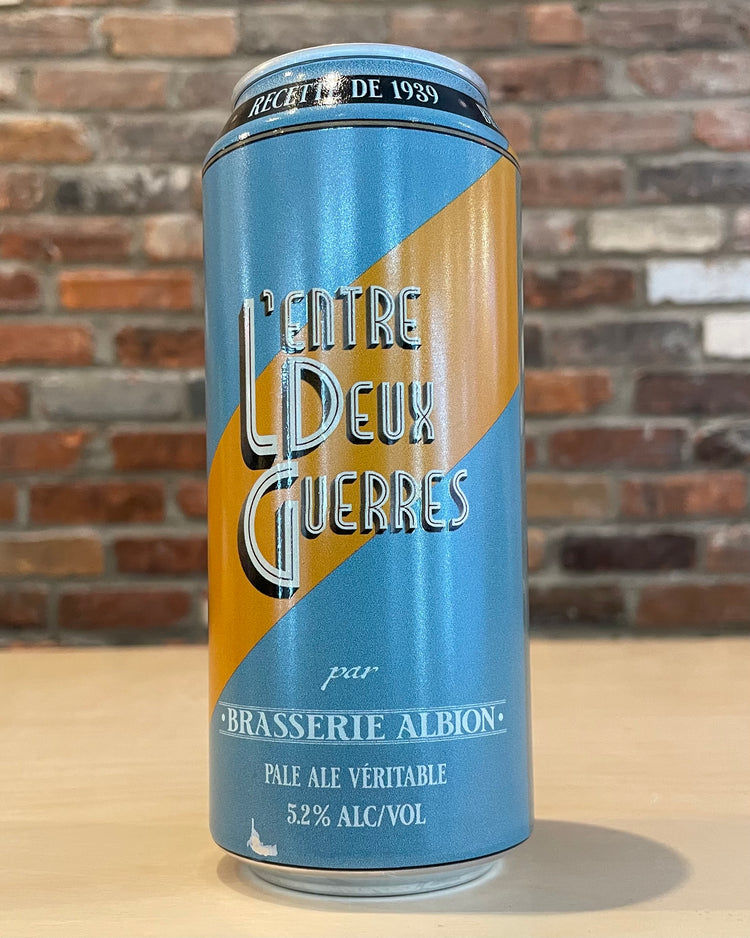 RECETTE DE 1939
L'ENTRE
DEUX
GUERRES
par
·BRASSERIE ALBION·
PALE ALE VÉRITABLE
5.2% ALC/VOL